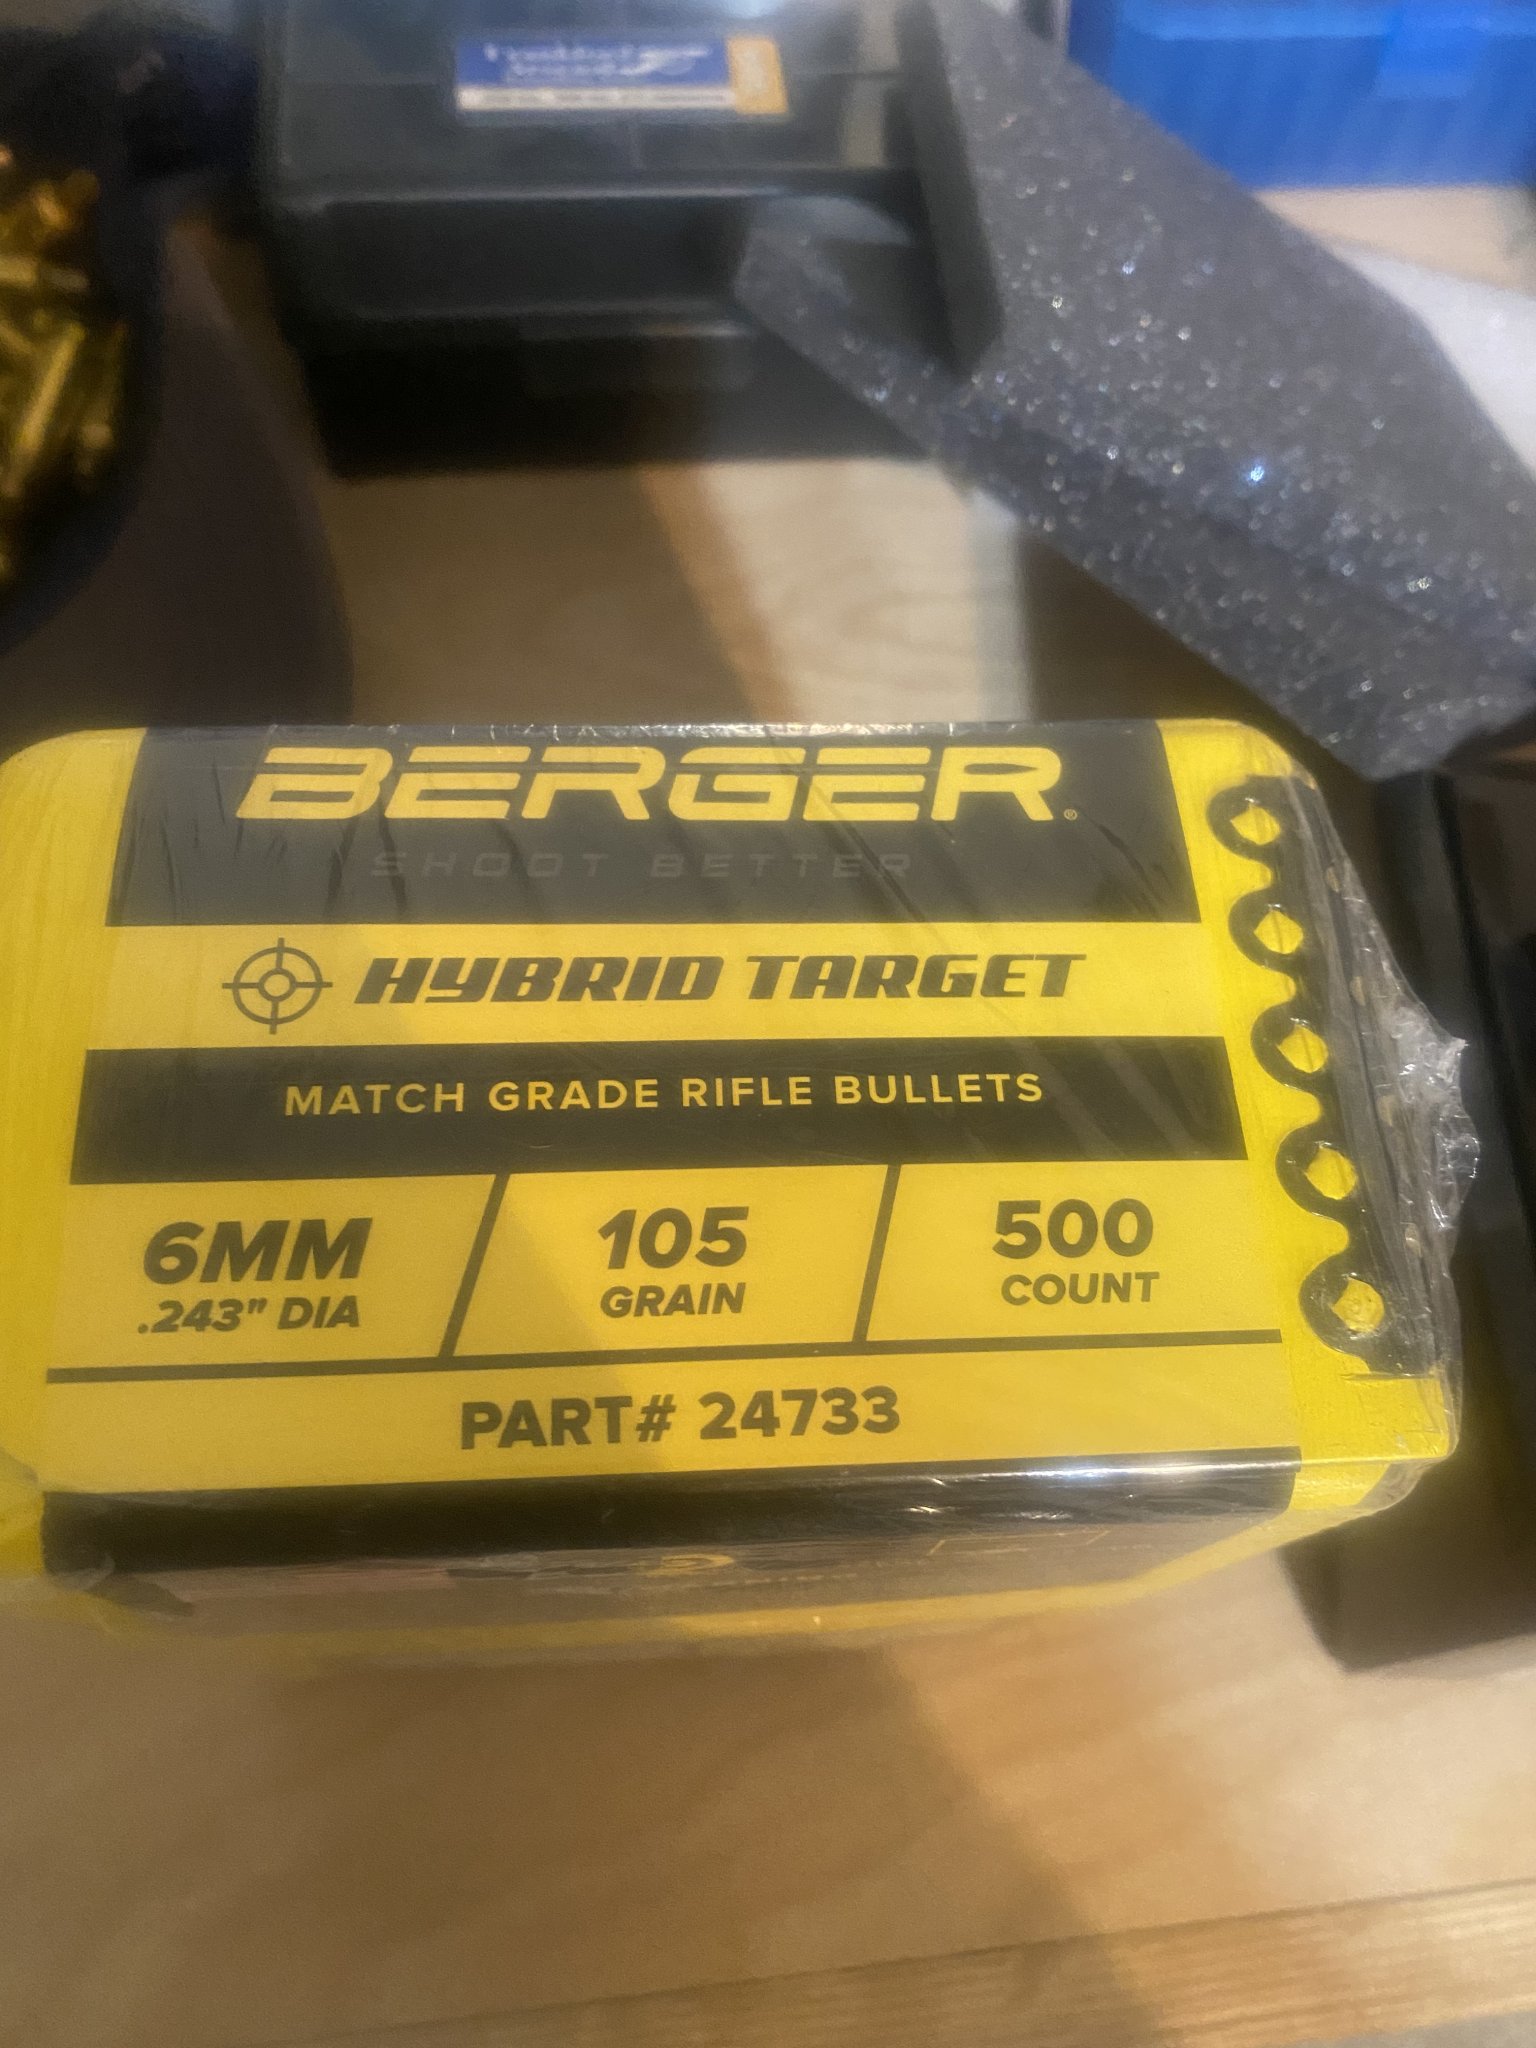 BERGER®
SHOOT BETTER
HYBRID TARGET
MATCH GRADE RIFLE BULLETS
6MM
.243" DIA
105
GRAIN
500
COUNT
PART# 24733